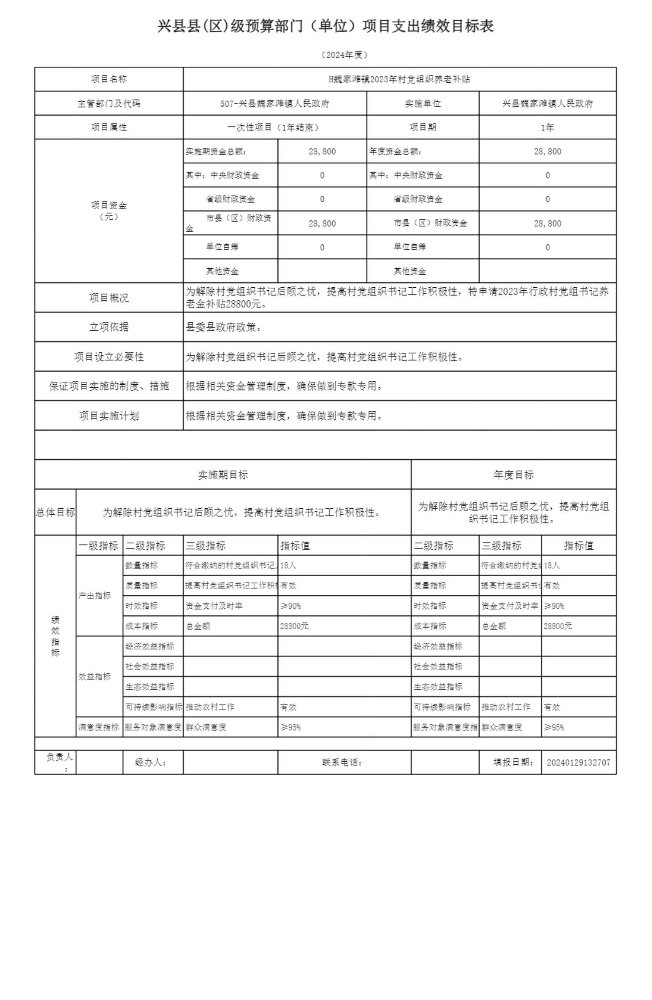 兴县县(区)级预算部门（单位）项目支出绩效目标表
（2024年度）
项目名称 H魏家滩镇2023年村党组织养老补贴
主管部门及代码 507-兴县魏家滩镇人民政府 实施单位 兴县魏家滩镇人民政府
项目属性 一次性项目（1年结束） 项目期 1年
项目资金
（元）
实施期资金总额： 28,800 年度资金总额： 28,800
其中：中央财政资金 0 其中：中央财政资金 0
省级财政资金 0 省级财政资金 0
市县（区）财政资
金 28,800 市县（区）财政资金 28,800
单位自筹 0 单位自筹 0
其他资金 其他资金
项目概况 为解除村党组织书记后顾之忧，提高村党组织书记工作积极性，特申请2023年行政村党组书记养
老金补贴28800元。
立项依据 县委县政府政策。
项目设立必要性 为解除村党组织书记后顾之忧，提高村党组织书记工作积极性。
保证项目实施的制度、措施 根据相关资金管理制度，确保做到专款专用。
项目实施计划 根据相关资金管理制度，确保做到专款专用。
实施期目标 年度目标
总体目标 为解除村党组织书记后顾之忧，提高村党组织书记工作积极性。 为解除村党组织书记后顾之忧，提高村党组
织书记工作积极性。
绩
效
指
标
一级指标 二级指标 三级指标 指标值 二级指标 三级指标 指标值
产出指标
数量指标 符合缴纳的村党组织书记 18人 数量指标 符合缴纳的村党 18人
质量指标 提高村党组织书记工作积 有效 质量指标 提高村党组织书 有效
时效指标 资金支付及时率 ≥90% 时效指标 资金支付及时率 ≥90%
成本指标 总金额 28800元 成本指标 总金额 28800元
效益指标
经济效益指标 经济效益指标
社会效益指标 社会效益指标
生态效益指标 生态效益指标
可持续影响指标 推动农村工作 有效 可持续影响指标 推动农村工作 有效
满意度指标 服务对象满意度 群众满意度 ≥95% 服务对象满意度指 群众满意度 ≥95%
负责人
： 经办人： 联系电话： 填报日期： 20240129132707